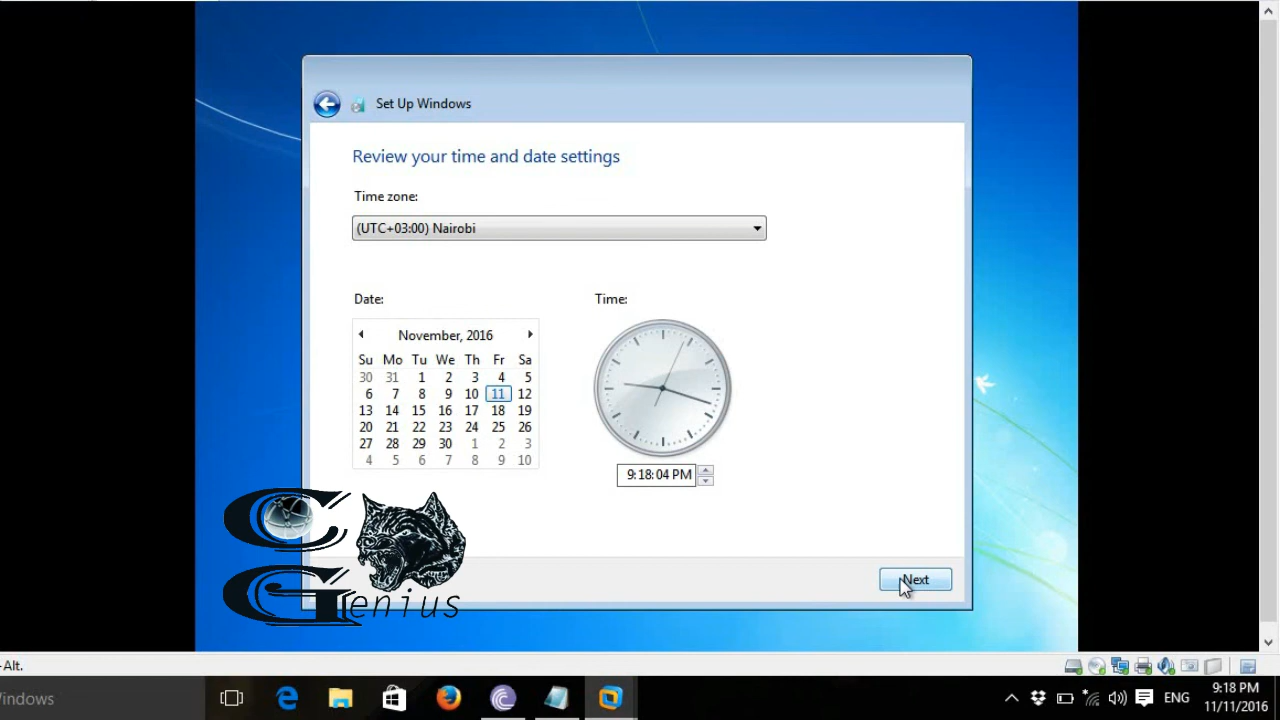 Set Up Windows
Review your time and date settings
Time zone:
(UTC+03:00) Nairobi
Date:
Time:
November, 2016
Su Mo Tu We Th Fr Sa
30 31 1 2 3 4 5
6 7 8 9 10 11 12
13 14 15 16 17 18 19
20 21 22 23 24 25 26
27 28 29 30 1 2 3
4 5 6 7 8 9 10
9:18:04 PM
C
Genius
Next
-Alt.
indows
ENG
9:18 PM
11/11/2016